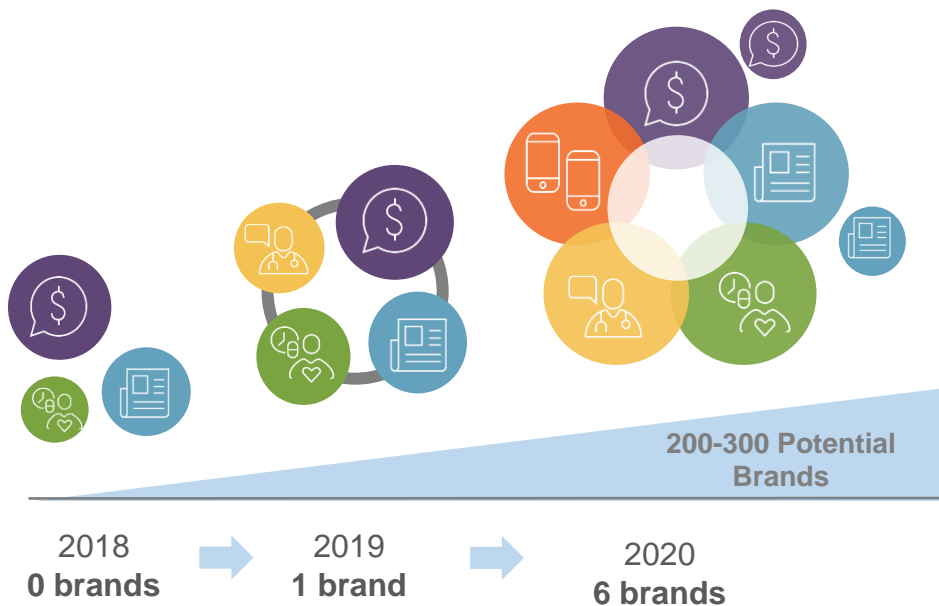 $
$
$
$
200-300 Potential
Brands
2018
0 brands
2019
1 brand
2020
6 brands